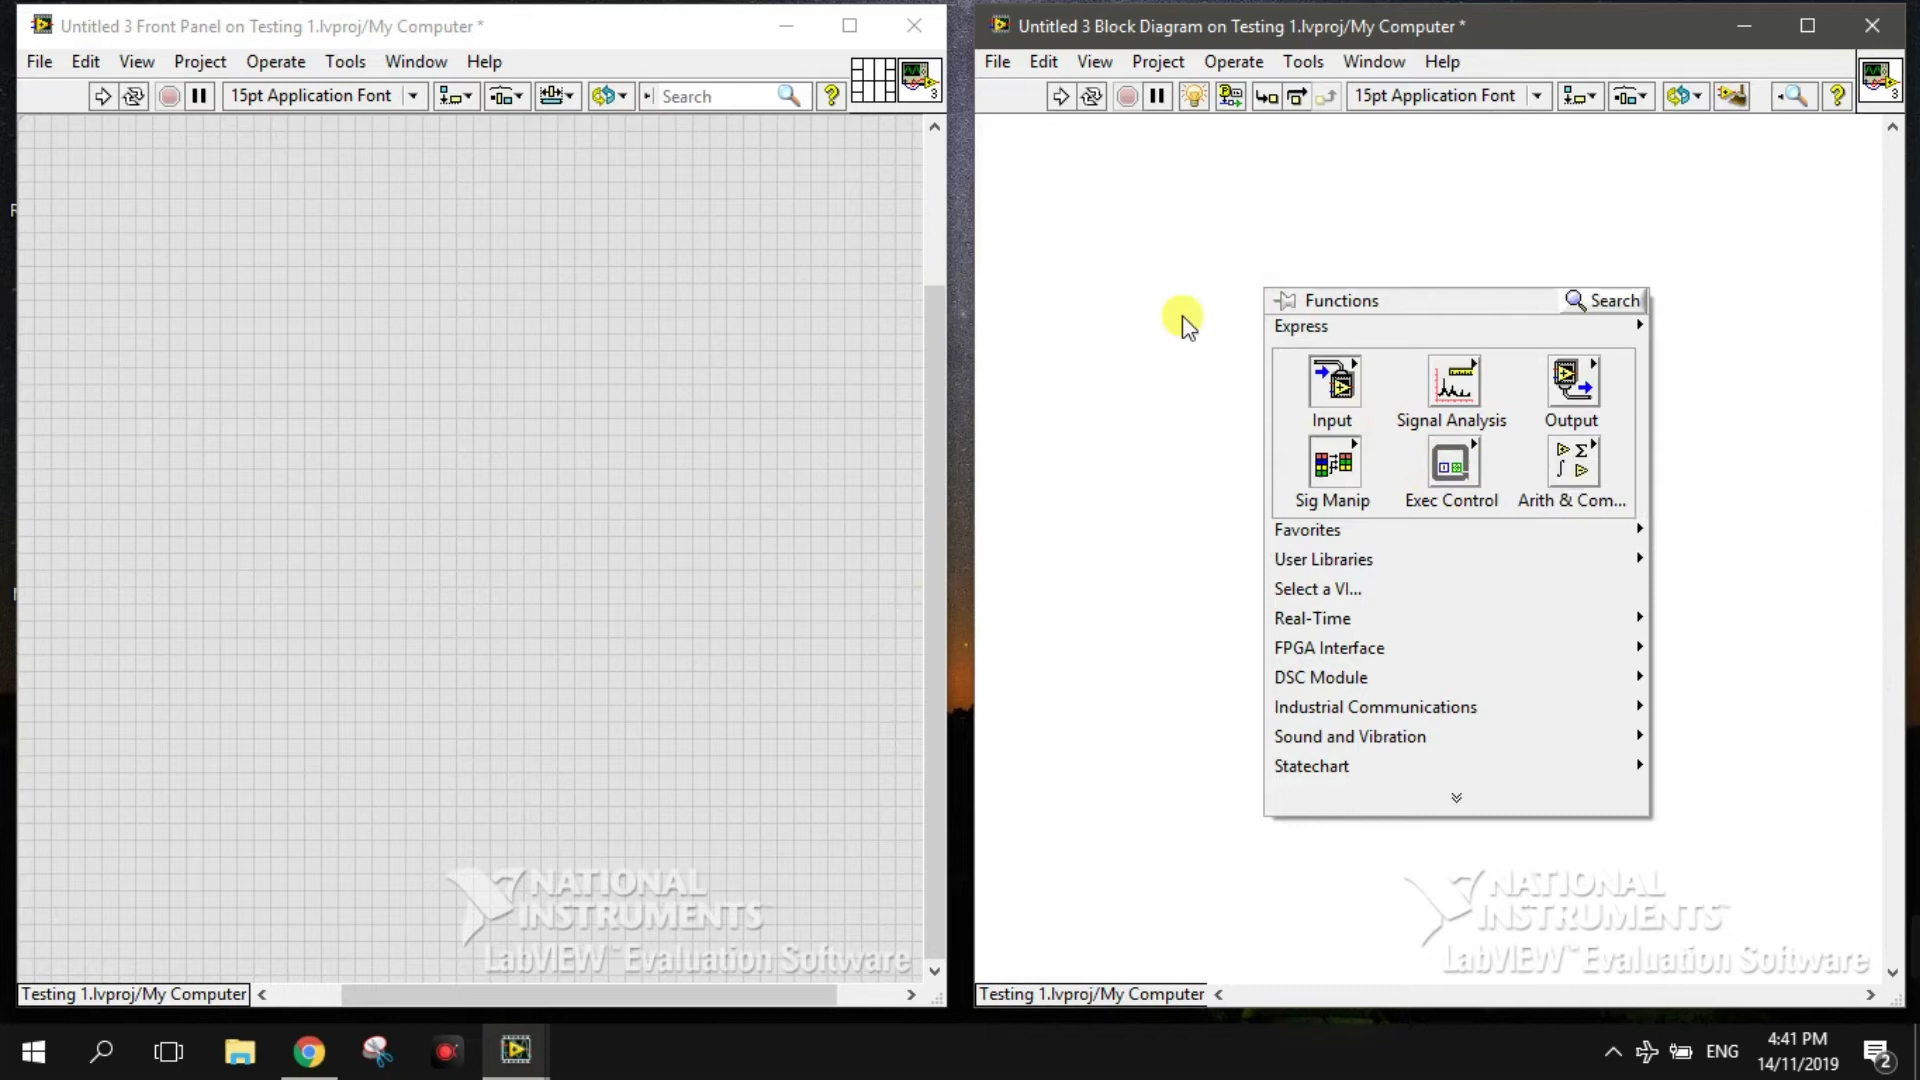 Untitled 3 Front Panel on Testing 1.lvproj/My Computer *
File Edit View Project Operate Tools Window Help
15pt Application Font
Search
3
NATIONAL
INSTRUMENTS
LabVIEW™ Evaluation Software
Testing 1.lvproj/My Computer
Untitled 3 Block Diagram on Testing 1.lvproj/My Computer *
File Edit View Project Operate Tools Window Help
15pt Application Font
3
Functions Search
Express
Input Signal Analysis Output
Sig Manip Exec Control Arith & Com...
Favorites
User Libraries
Select a VI...
Real-Time
FPGA Interface
DSC Module
Industrial Communications
Sound and Vibration
Statechart
NATIONAL
INSTRUMENTS
LabVIEW™ Evaluation Software
Testing 1.lvproj/My Computer
ENG
4:41 PM
14/11/2019
2